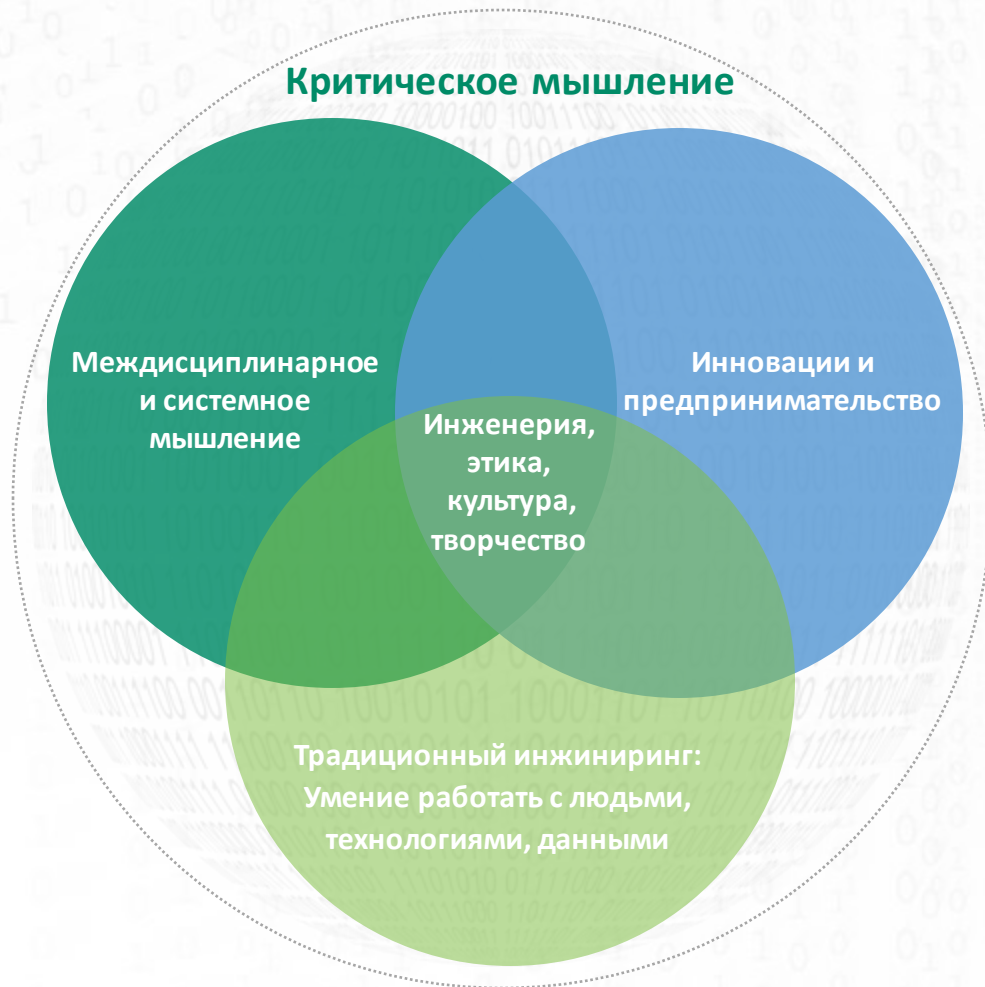 Критическое мышление
Междисциплинарное
и системное
мышление
Инновации и
предпринимательство
Инженерия,
этика,
культура,
творчество
Традиционный инжиниринг:
Умение работать с людьми,
технологиями, данными